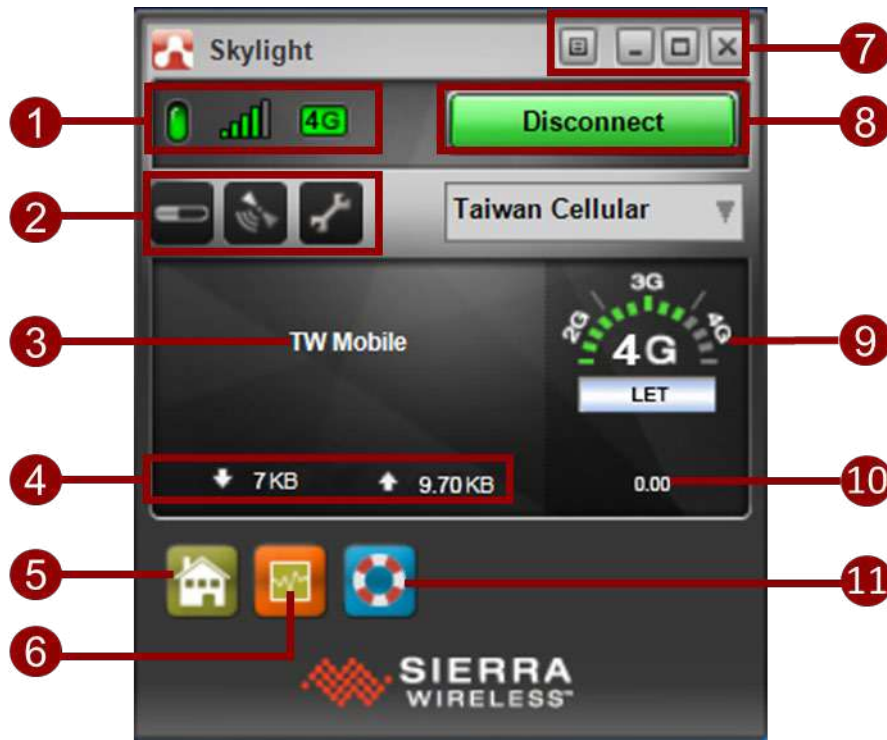 Skylight
7
1
4G
Disconnect
8
2
Taiwan Cellular
3
TW Mobile
2G
3G
4G
4G
9
LET
4
7KB
9.70KB
0.00
10
5
11
6
SIERRA
WIRELESS™